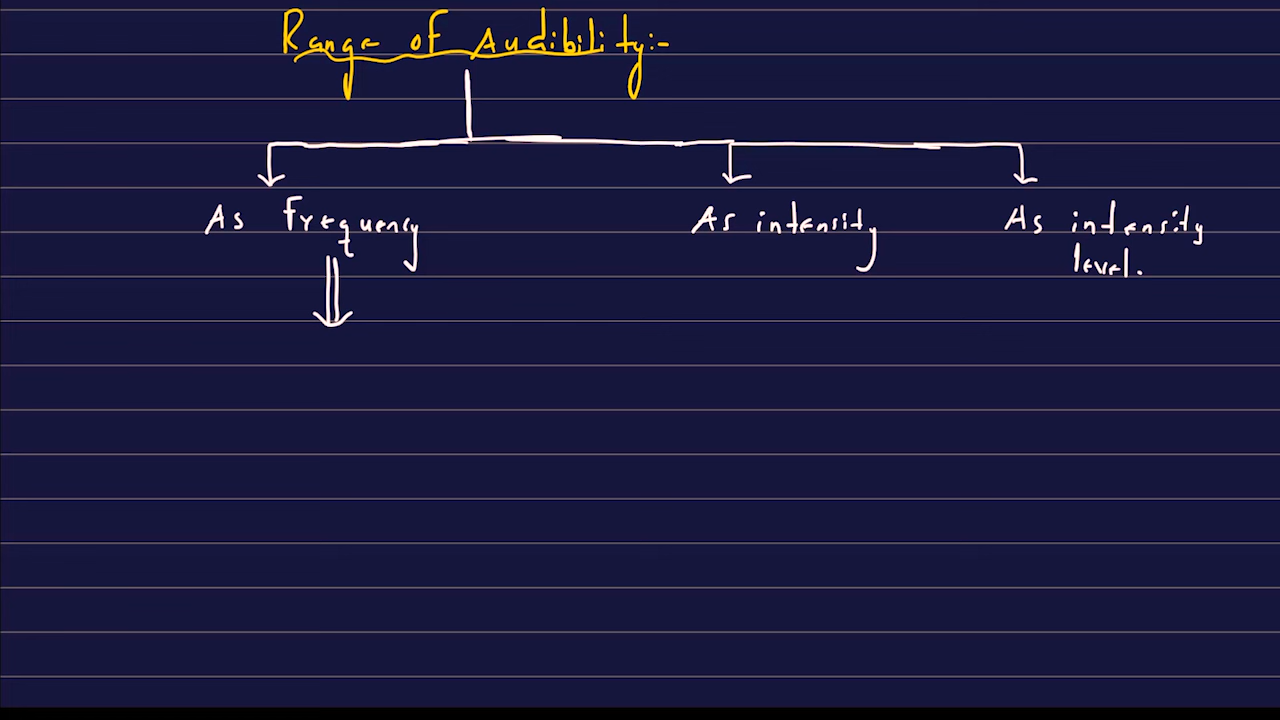 Range of Audibility:-
As frequency
As intensity
As intensity
level.